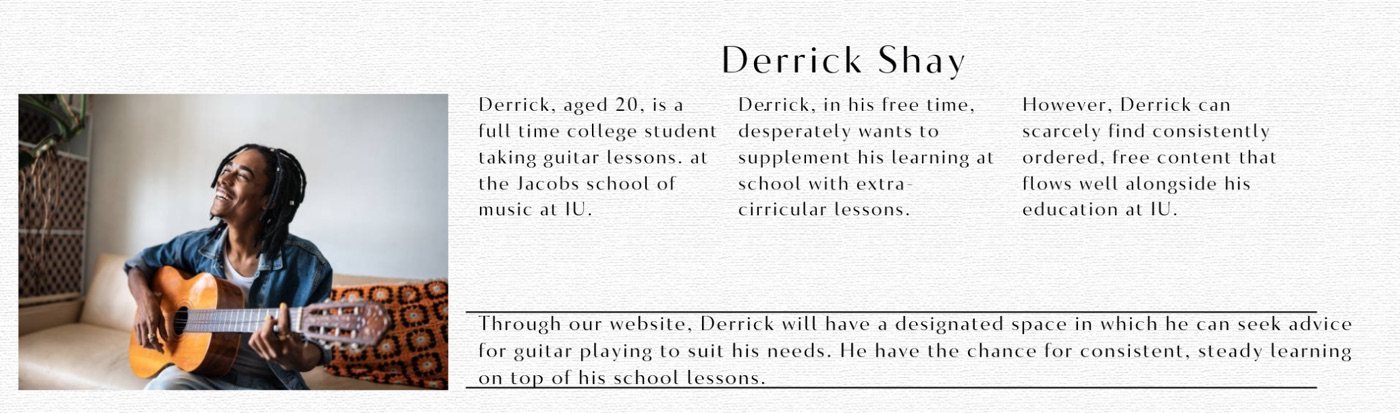 Derrick Shay
Derrick, aged 20, is a
full time college student
taking guitar lessons. at
the Jacobs school of
music at IU.
Derrick, in his free time,
desperately wants to
supplement his learning at
school with extra-
cirricular lessons.
However, Derrick can
scarcely find consistently
ordered, free content that
flows well alongside his
education at IU.
Through our website, Derrick will have a designated space in which he can seek advice
for guitar playing to suit his needs. He have the chance for consistent, steady learning
on top of his school lessons.